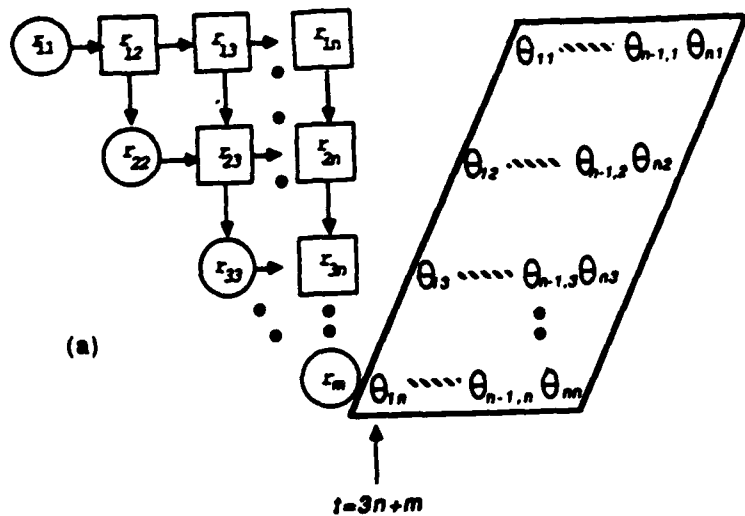 r11 r12 r13 r1n θ11 ..... θn-1,1 θn1
r22 r23 r2n θ12 ..... θn-1,2 θn2
r33 r3n θ13 ..... θn-1,3 θn3
(a)
rm θ1n ..... θn-1,n θnn
t=3n+m